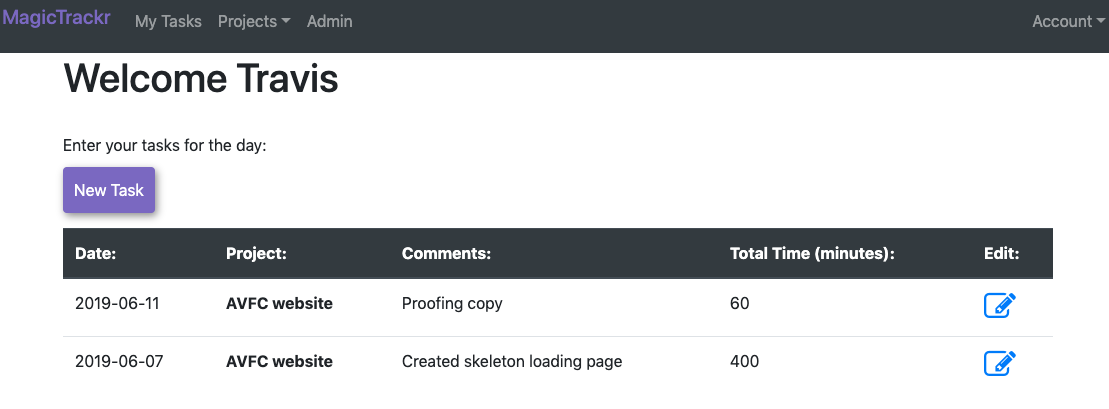 MagicTrackr My Tasks Projects Admin Account
Welcome Travis
Enter your tasks for the day:
New Task
Date: Project: Comments: Total Time (minutes): Edit:
2019-06-11 AVFC website Proofing copy 60
2019-06-07 AVFC website Created skeleton loading page 400